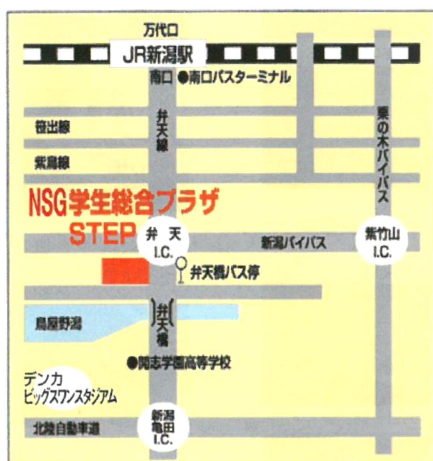 万代口
JR新潟駅
南口 ●南口バスターミナル
弁天線
栗の木バイパス
笹出線
紫鳥線
NSG学生総合プラザ
STEP
弁天
I.C.
新潟バイパス
紫竹山
I.C.
弁天橋バス停
弁天橋
鳥屋野潟
●開志学園高等学校
デンカ
ビッグスワンスタジアム
北陸自動車道
新潟
亀田
I.C.